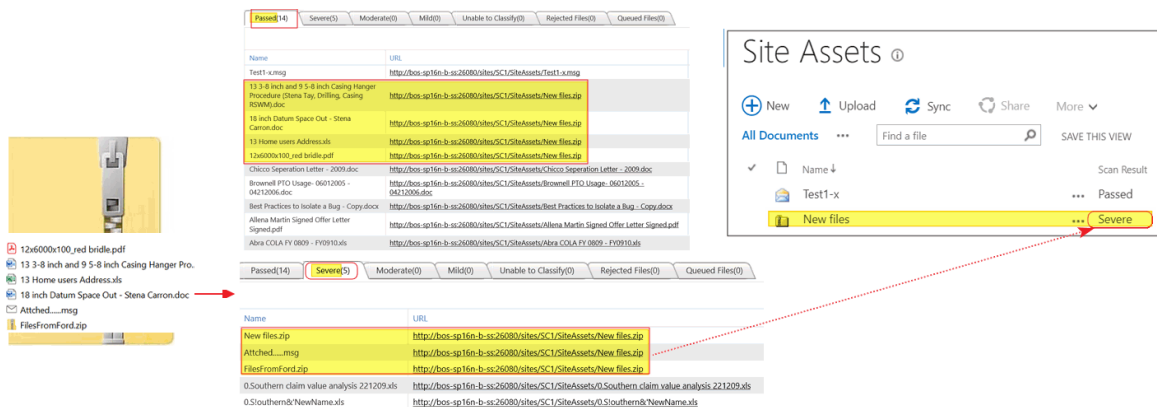 Passed(14) Severe(5) Moderate(0) Mild(0) Unable to Classify(0) Rejected Files(0) Queued Files(0)
Name URL
Test1-x.msg http://bos-sp16n-b-ss:26080/sites/SC1/SiteAssets/Test1-x.msg
13 3-8 inch and 9 5-8 inch Casing Hanger
Procedure (Stena Tay, Drilling, Casing http://bos-sp16n-b-ss:26080/sites/SC1/SiteAssets/New files.zip
RSWM).doc
18 inch Datum Space Out - Stena
Carron.doc http://bos-sp16n-b-ss:26080/sites/SC1/SiteAssets/New files.zip
13 Home users Address.xls http://bos-sp16n-b-ss:26080/sites/SC1/SiteAssets/New files.zip
12x6000x100_red bridle.pdf http://bos-sp16n-b-ss:26080/sites/SC1/SiteAssets/New files.zip
Chicco Seperation Letter - 2009.doc http://bos-sp16n-b-ss:26080/sites/SC1/SiteAssets/Chicco Seperation Letter - 2009.doc
Brownell PTO Usage- 06012005 - http://bos-sp16n-b-ss:26080/sites/SC1/SiteAssets/Brownell PTO Usage- 06012005 -
04212006.doc 04212006.doc
Best Practices to Isolate a Bug - Copy.docx http://bos-sp16n-b-ss:26080/sites/SC1/SiteAssets/Best Practices to Isolate a Bug - Copy.docx
Allena Martin Signed Offer Letter http://bos-sp16n-b-ss:26080/sites/SC1/SiteAssets/Allena Martin Signed Offer Letter Signed.pdf
Signed.pdf
Abra COLA FY 0809 - FY0910.xls http://bos-sp16n-b-ss:26080/sites/SC1/SiteAssets/Abra COLA FY 0809 - FY0910.xls
12x6000x100_red bridle.pdf
13 3-8 inch and 9 5-8 inch Casing Hanger Pro.
13 Home users Address.xls
18 inch Datum Space Out - Stena Carron.doc
Attched......msg
FilesFromFord.zip
Passed(14) Severe(5) Moderate(0) Mild(0) Unable to Classify(0) Rejected Files(0) Queued Files(0)
Name URL
New files.zip http://bos-sp16n-b-ss:26080/sites/SC1/SiteAssets/New files.zip
Attched......msg http://bos-sp16n-b-ss:26080/sites/SC1/SiteAssets/New files.zip
FilesFromFord.zip http://bos-sp16n-b-ss:26080/sites/SC1/SiteAssets/New files.zip
0.Southern claim value analysis 221209.xls http://bos-sp16n-b-ss:26080/sites/SC1/SiteAssets/0.Southern claim value analysis 221209.xls
0.S!outhern&'NewName.xls http://bos-sp16n-b-ss:26080/sites/SC1/SiteAssets/0.S!outhern&'NewName.xls
Site Assets
New Upload Sync Share More
All Documents ... Find a file SAVE THIS VIEW
Name Scan Result
Test1-x ... Passed
New files ... Severe